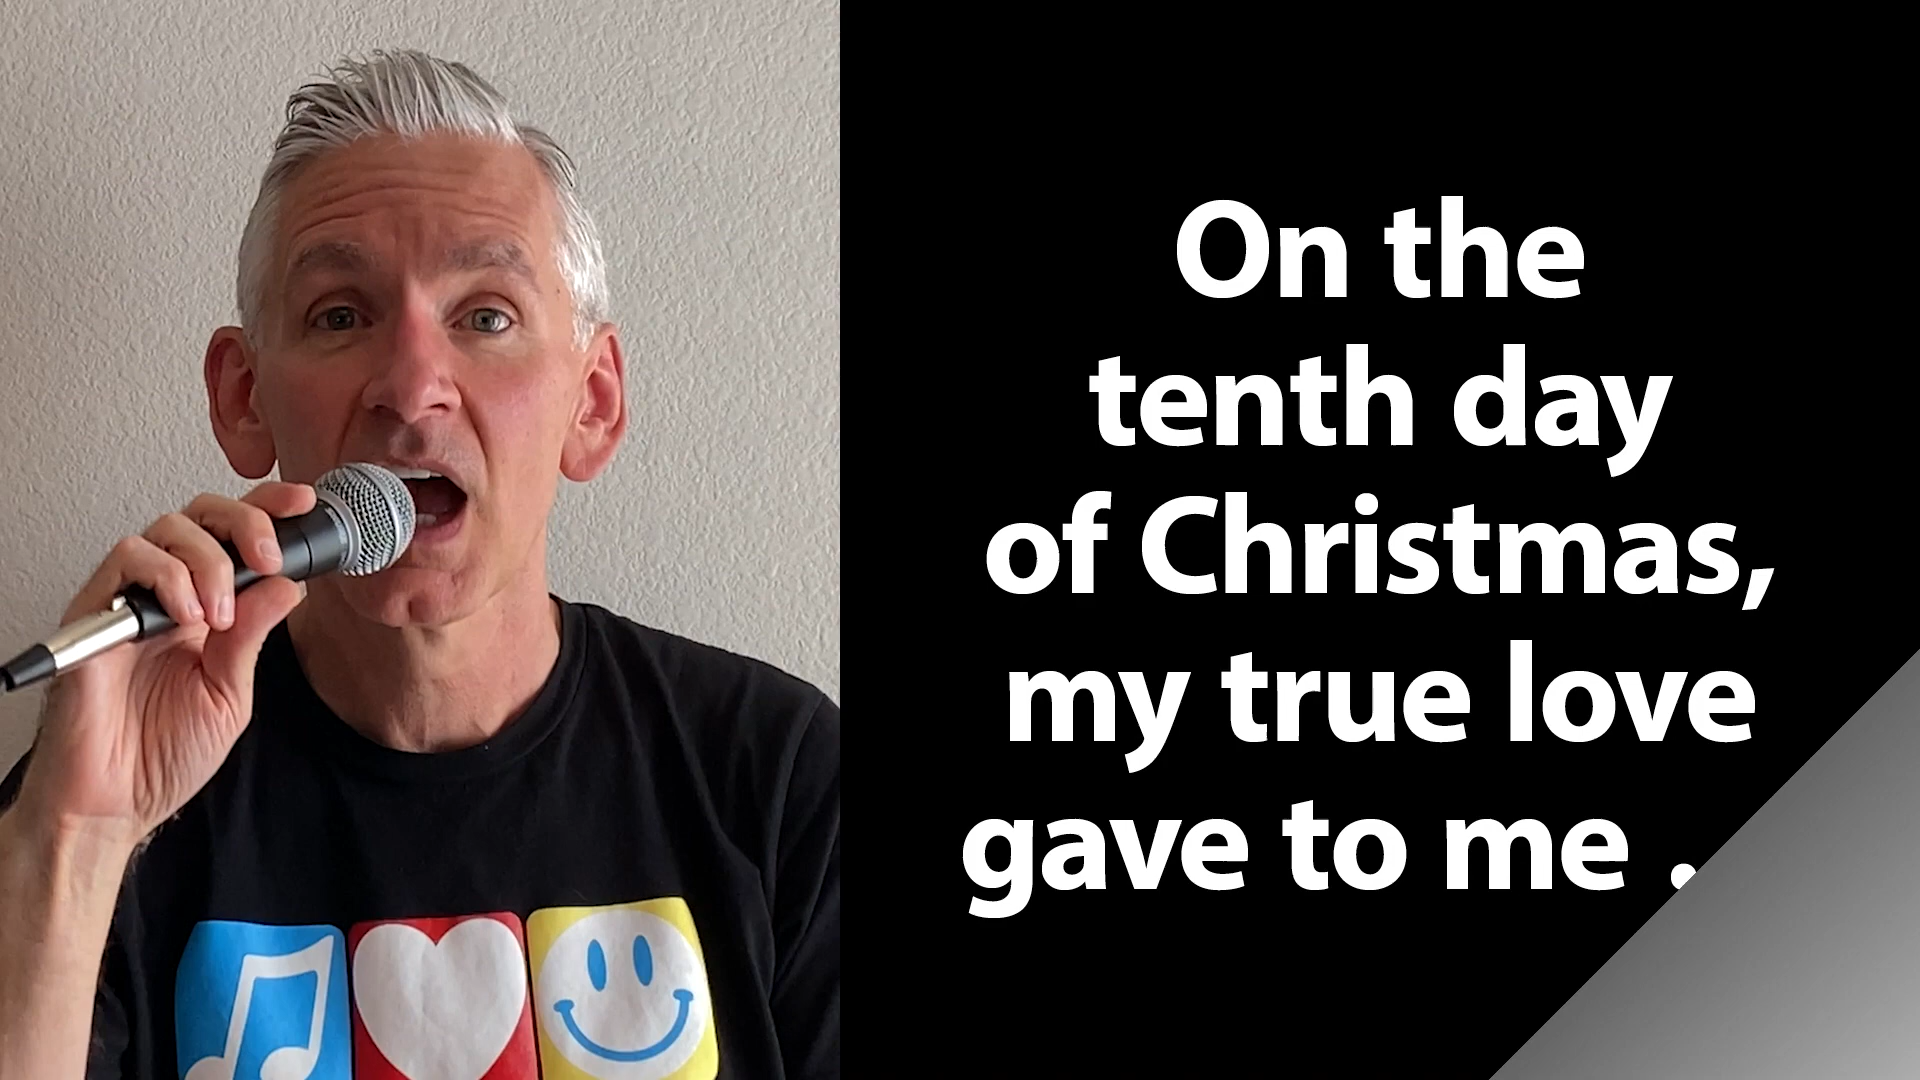 On the
tenth day
of Christmas,
my true love
gave to me .